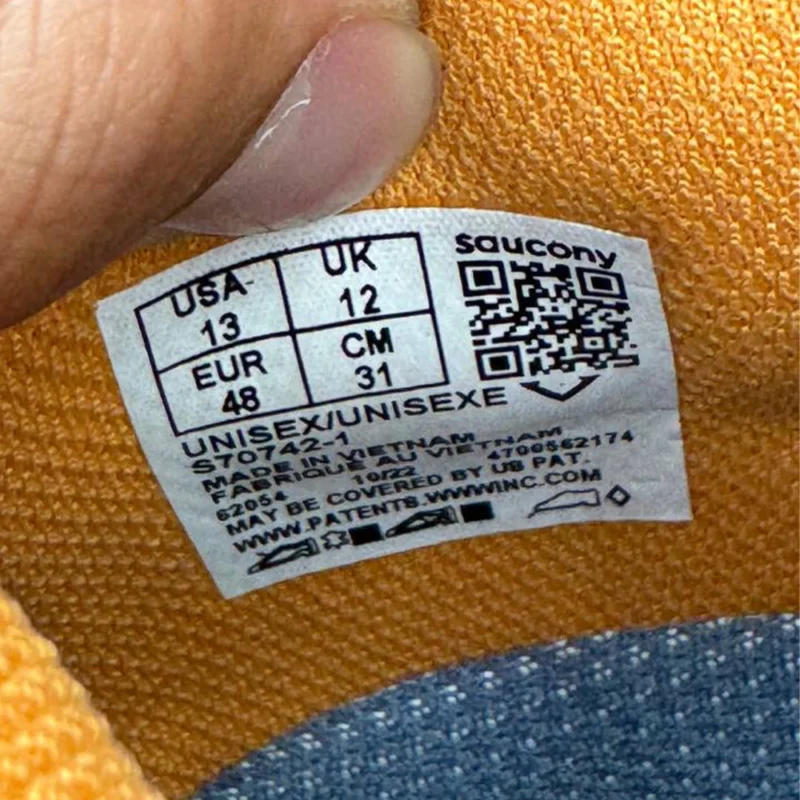 USA UK
13 12
EUR CM
48 31
saucony
UNISEX/UNISEXE
S70742-1
MADE IN VIETNAM
FABRIQUE AU VIETNAM
62054 10/22 4700562174
MAY BE COVERED BY US PAT.
WWW.PATENTS.WWWINC.COM